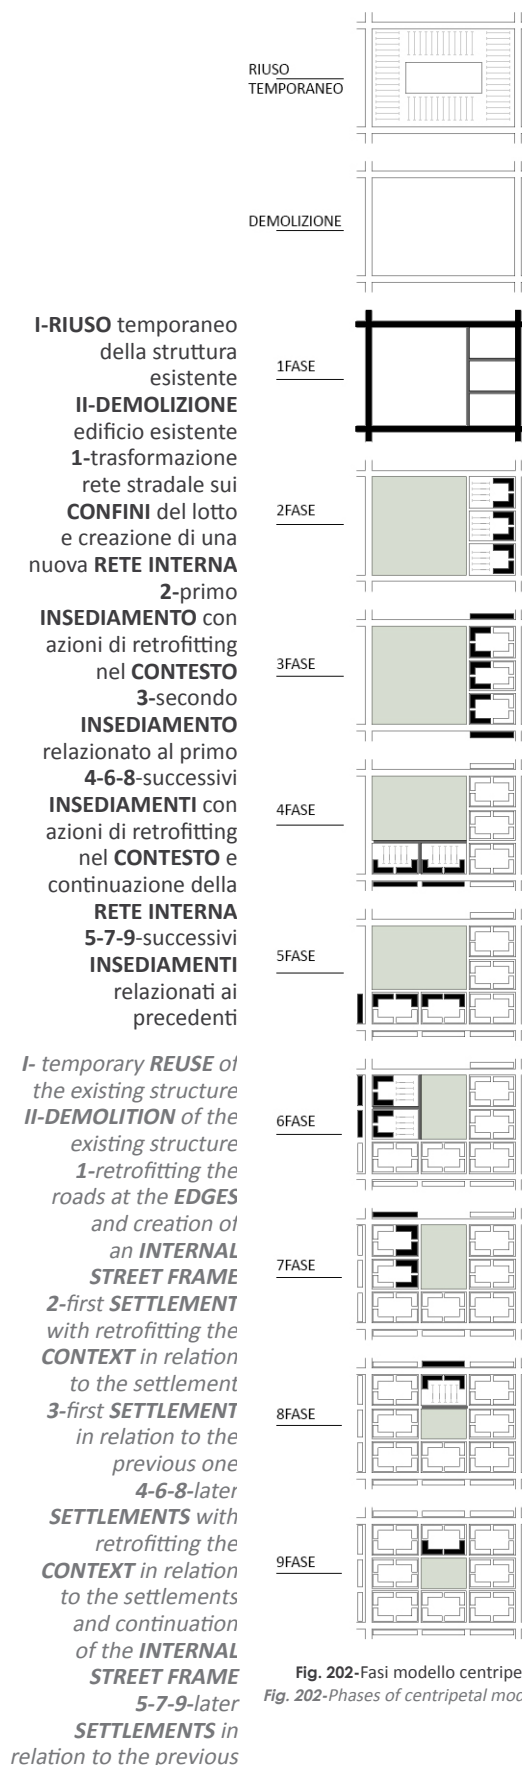 RIUSO
TEMPORANEO
DEMOLIZIONE
1FASE
2FASE
3FASE
4FASE
5FASE
6FASE
7FASE
8FASE
9FASE
I-RIUSO temporaneo
della struttura
esistente
II-DEMOLIZIONE
edificio esistente
1-trasformazione
rete stradale sui
CONFINI del lotto
e creazione di una
nuova RETE INTERNA
2-primo
INSEDIAMENTO con
azioni di retrofitting
nel CONTESTO
3-secondo
INSEDIAMENTO
relazionato al primo
4-6-8-successivi
INSEDIAMENTI con
azioni di retrofitting
nel CONTESTO e
continuazione della
RETE INTERNA
5-7-9-successivi
INSEDIAMENTI
relazionati ai
precedenti
I- temporary REUSE of
the existing structure
II-DEMOLITION of the
existing structure
1-retrofitting the
roads at the EDGES
and creation of
an INTERNAL
STREET FRAME
2-first SETTLEMENT
with retrofitting the
CONTEXT in relation
to the settlement
3-first SETTLEMENT
in relation to the
previous one
4-6-8-later
SETTLEMENTS with
retrofitting the
CONTEXT in relation
to the settlements
and continuation
of the INTERNAL
STREET FRAME
5-7-9-later
SETTLEMENTS in
relation to the previous
Fig. 202-Fasi modello centripe
Fig. 202-Phases of centripetal mod